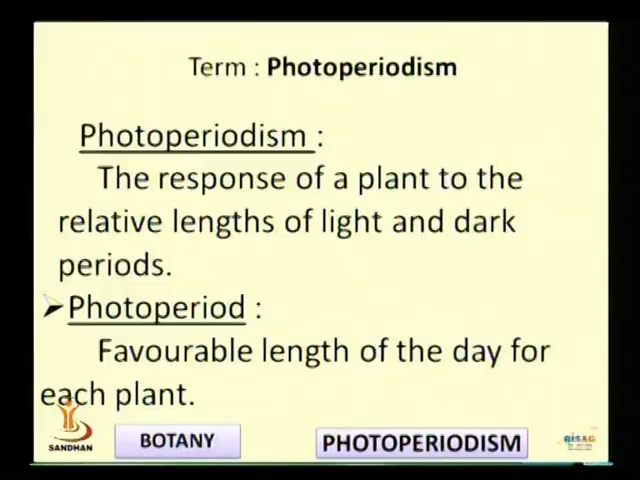 Term : Photoperiodism
Photoperiodism :
The response of a plant to the
relative lengths of light and dark
periods.
Photoperiod :
Favourable length of the day for
each plant.
SANDHAN
BOTANY
PHOTOPERIODISM